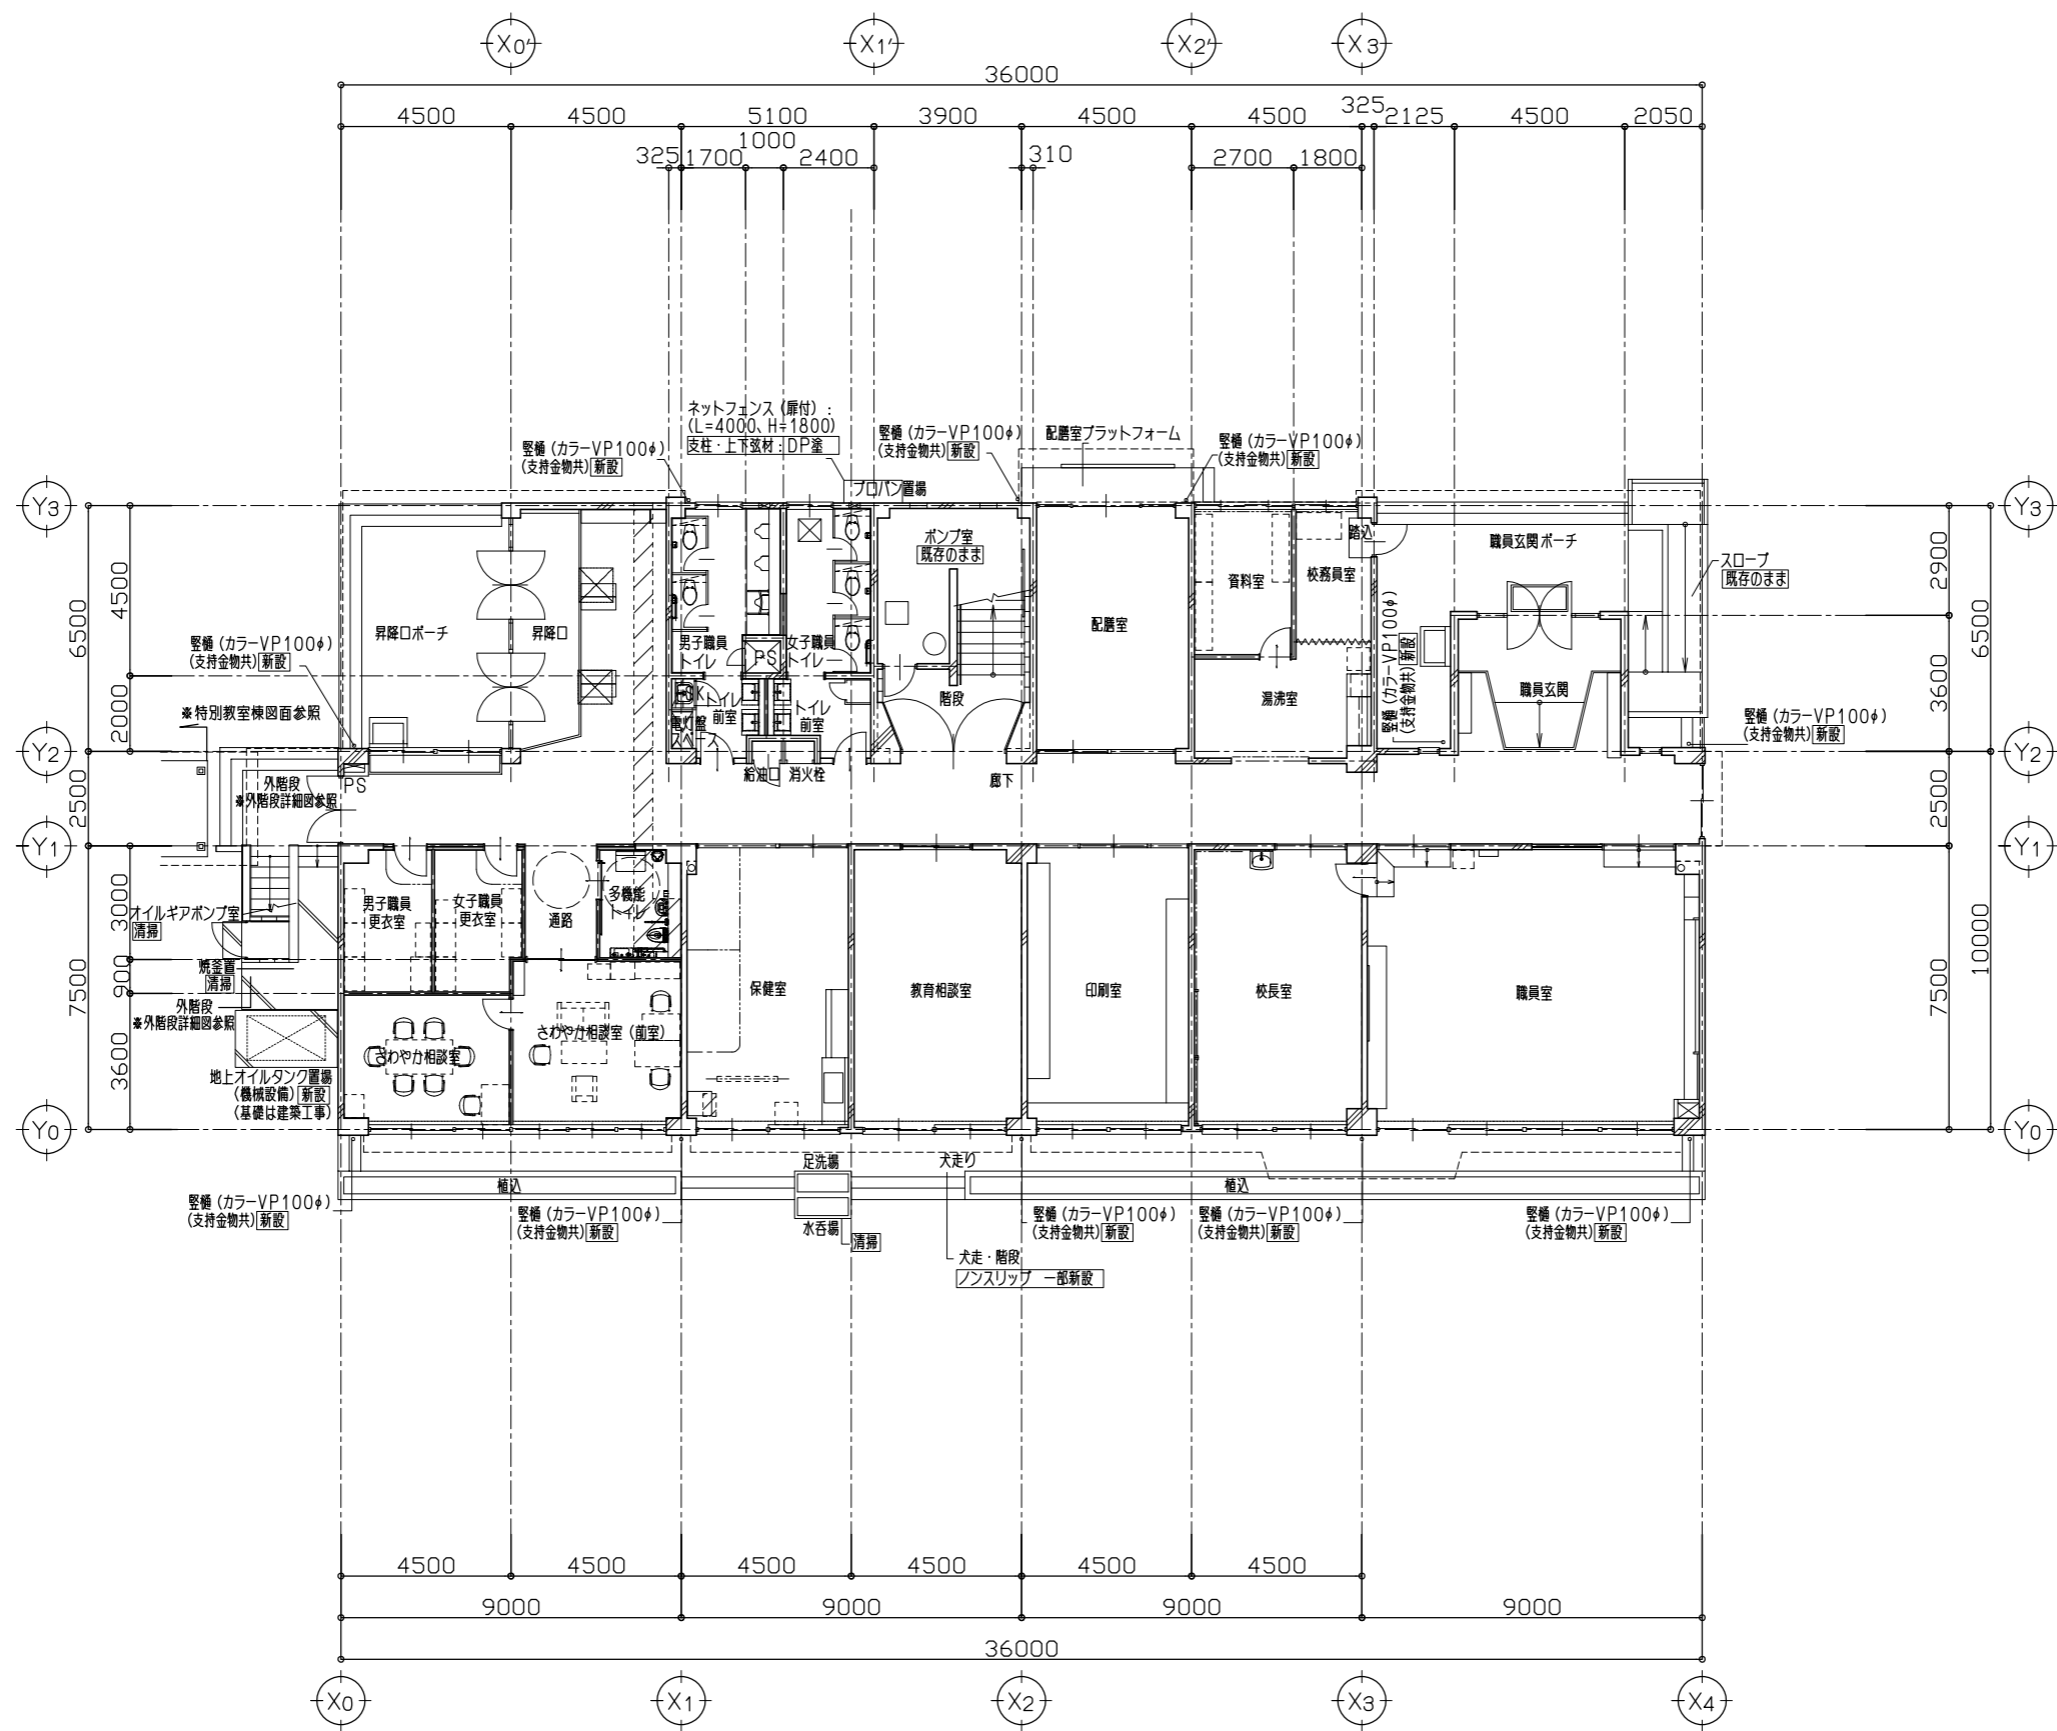 X0' X1' X2' X3
36000
4500 4500 5100 3900 4500 4500 325 2125 4500 2050
325 1700 1000 2400 310 2700 1800
ネットフェンス（扉付）：
(L=4000、H=1800)
支柱・上下弦材：DP塗
竪樋（カラーVP100φ）
(支持金物共) 新設
竪樋（カラーVP100φ）
(支持金物共) 新設
配膳室プラットフォーム
竪樋（カラーVP100φ）
(支持金物共) 新設
プロパン置場
Y3 Y3
ポンプ室
既存のまま
踏込
職員玄関ポーチ
スロープ
既存のまま
資料室
校務員室
配膳室
昇降口ポーチ
昇降口
男子職員
トイレ
PS
女子職員
トイレ
竪樋（カラーVP100φ）
(支持金物共) 新設
竪樋（カラーVP100φ）
(支持金物共) 新設
6500 4500 2000
2900 3600 6500
SK
トイレ
前室
トイレ
前室
階段
湯沸室
職員玄関
※特別教室棟図面参照
電灯盤
スペース
竪樋（カラーVP100φ）
(支持金物共) 新設
Y2 Y2
給油口
消火栓
廊下
PS
外階段
※外階段詳細図参照
2500 2500
Y1 Y1
男子職員
更衣室
女子職員
更衣室
通路
多機能
トイレ
オイルギアポンプ室
清掃
焼釜置
清掃
外階段
※外階段詳細図参照
7500 3000 900 3600
7500 10000
保健室
教育相談室
印刷室
校長室
職員室
さわやか相談室（前室）
さわやか相談室
地上オイルタンク置場
(機械設備) 新設
(基礎は建築工事)
Y0 Y0
足洗場
犬走り
植込
植込
竪樋（カラーVP100φ）
(支持金物共) 新設
竪樋（カラーVP100φ）
(支持金物共) 新設
水呑場
清掃
竪樋（カラーVP100φ）
(支持金物共) 新設
竪樋（カラーVP100φ）
(支持金物共) 新設
竪樋（カラーVP100φ）
(支持金物共) 新設
犬走・階段
ノンスリップ 一部新設
4500 4500 4500 4500 4500 4500
9000 9000 9000 9000
36000
X0 X1 X2 X3 X4